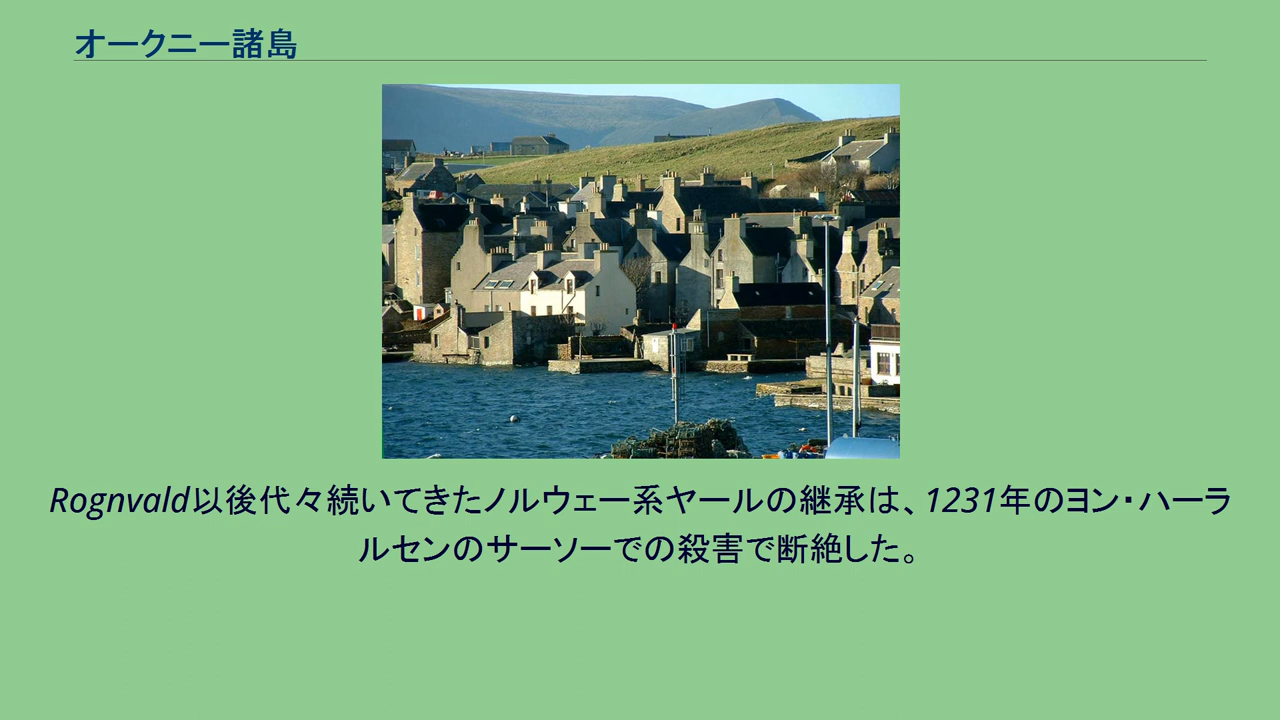 オークニー諸島
Rognvald以後代々続いてきたノルウェー系ヤールの継承は、1231年のヨン・ハーラ
ルセンのサーソーでの殺害で断絶した。